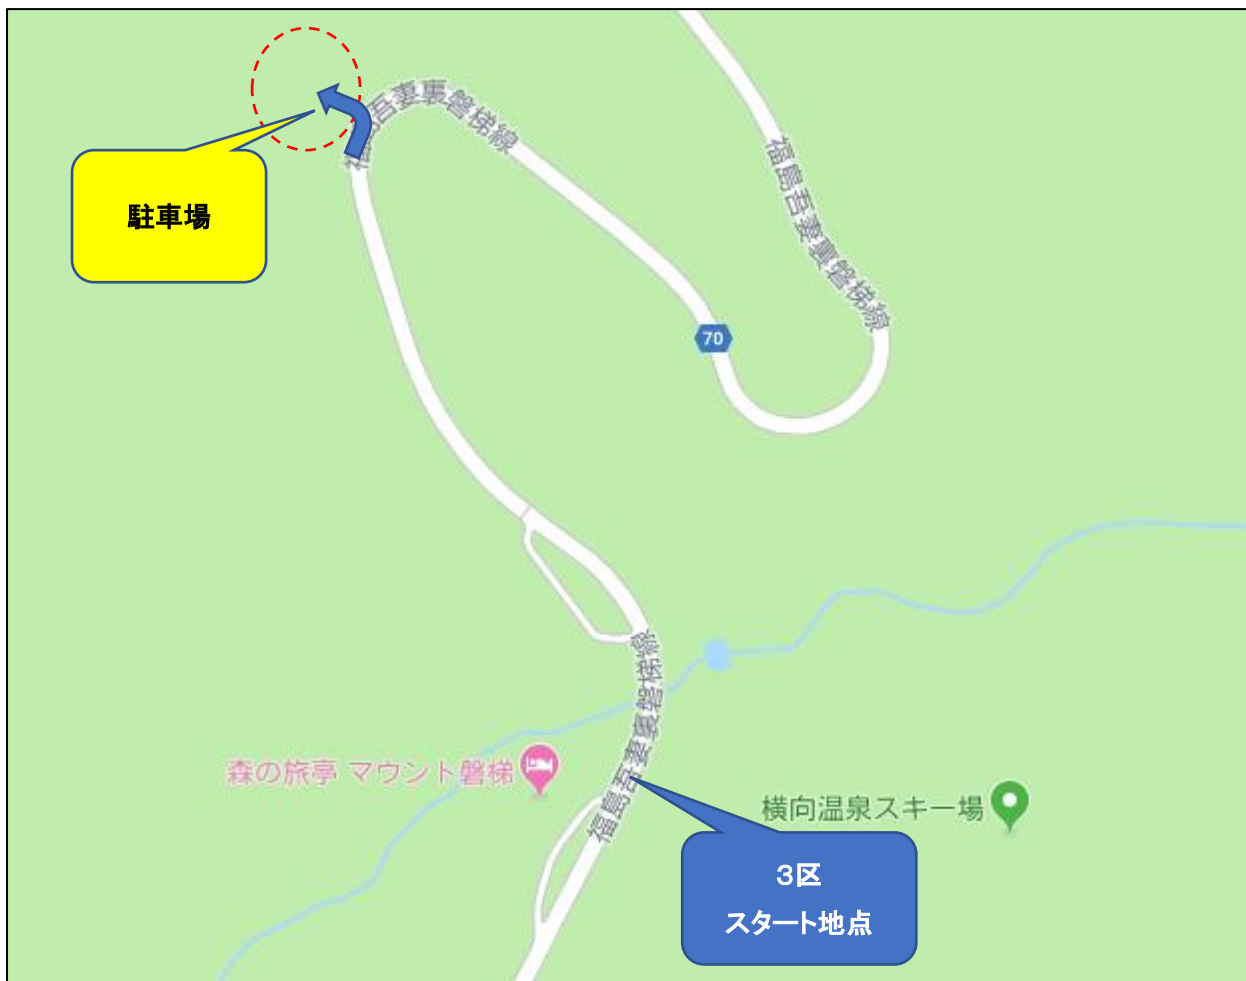 福島吾妻裏磐梯線
駐車場
福島吾妻裏磐梯線
70
福島吾妻裏磐梯線
森の旅亭 マウント磐梯
横向温泉スキー場
3区
スタート地点